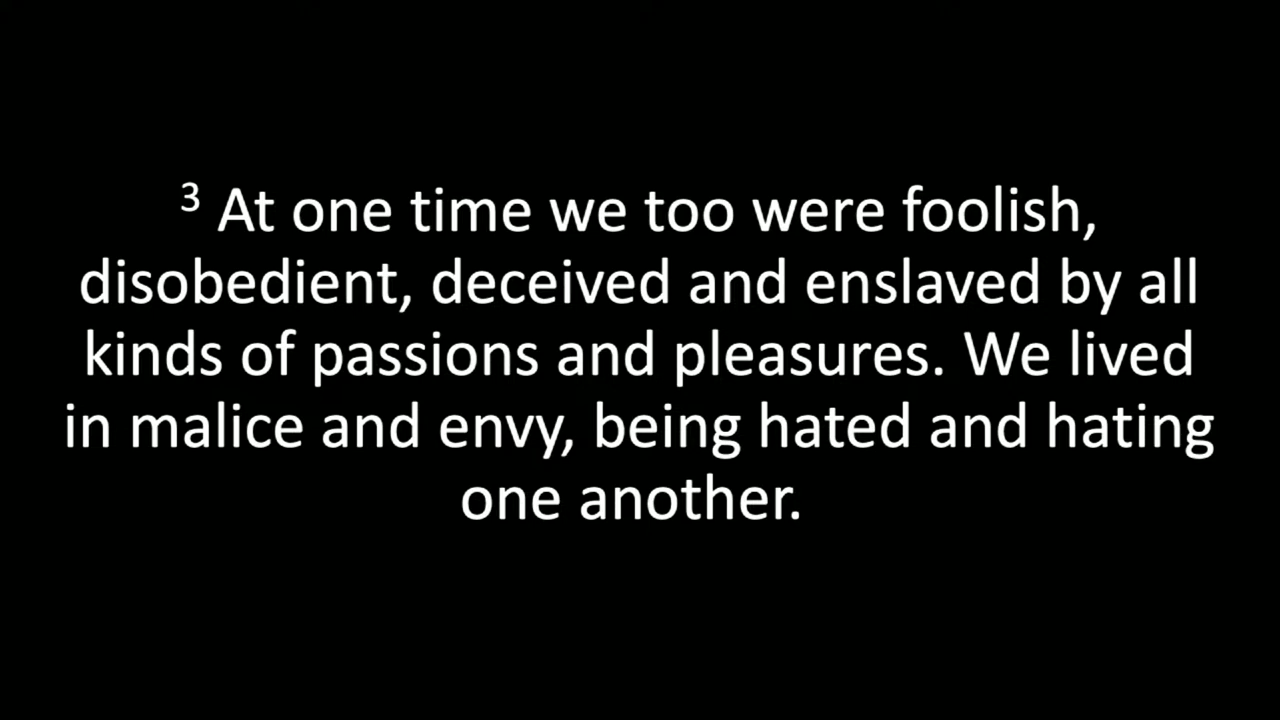 ³ At one time we too were foolish,
disobedient, deceived and enslaved by all
kinds of passions and pleasures. We lived
in malice and envy, being hated and hating
one another.